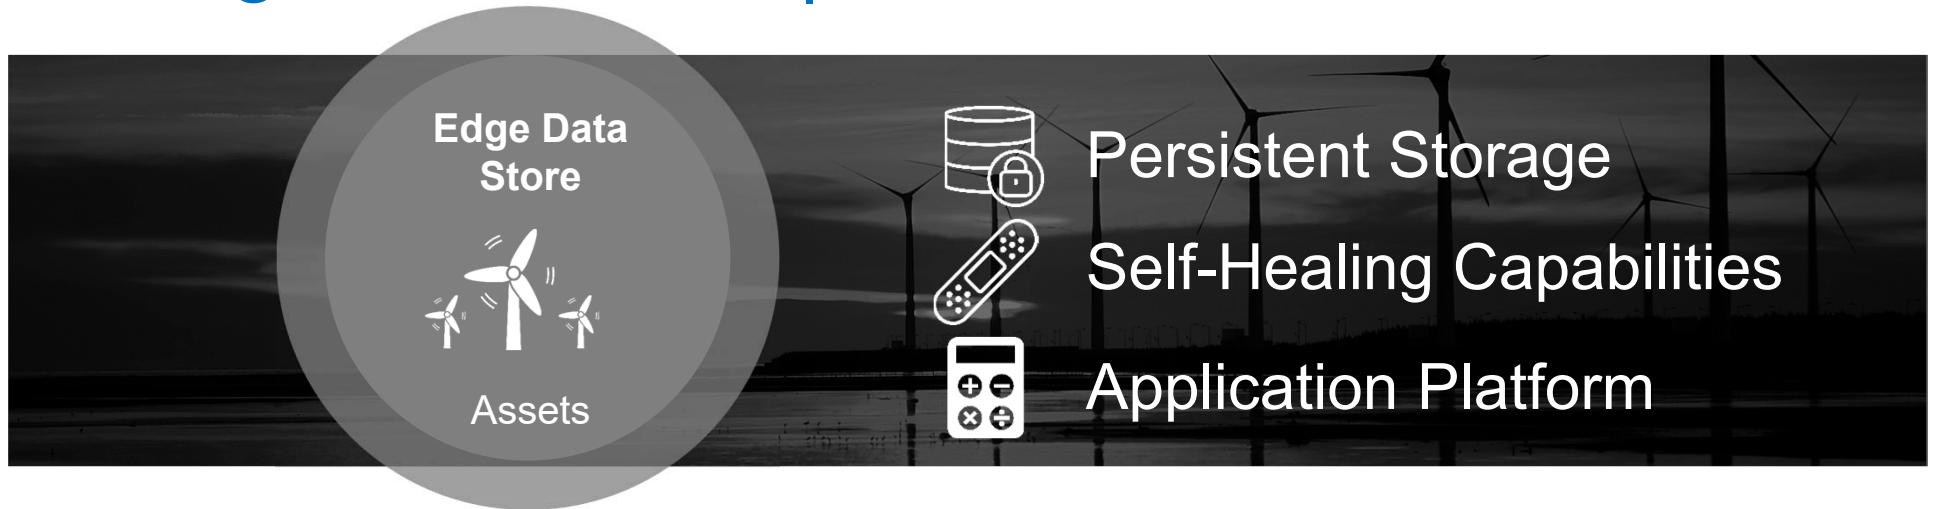 Edge Data
Store
Assets
Persistent Storage
Self-Healing Capabilities
Application Platform